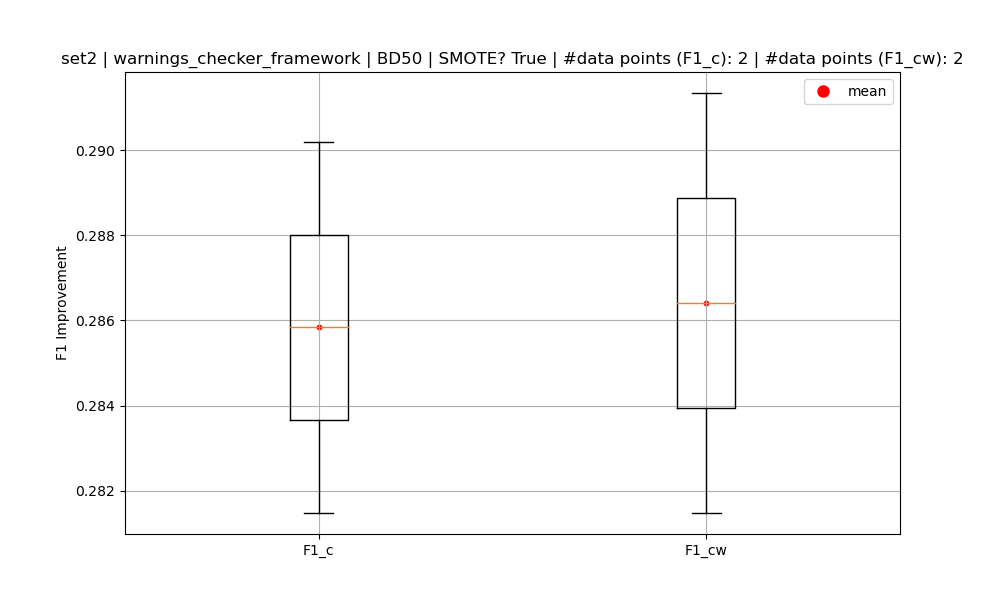 set2 | warnings_checker_framework | BD50 | SMOTE? True | #data points (F1_c): 2 | #data points (F1_cw): 2
mean
0.290
0.288
0.286
0.284
0.282
F1 Improvement
F1_c
F1_cw